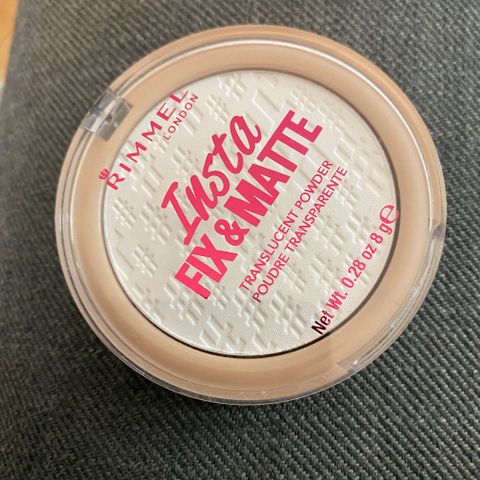 RIMMEL
LONDON
Insta
FIX & MATTE
TRANSLUCENT POWDER
POUDRE TRANSPARENTE
Net Wt. 0.28 oz 8 g ℮